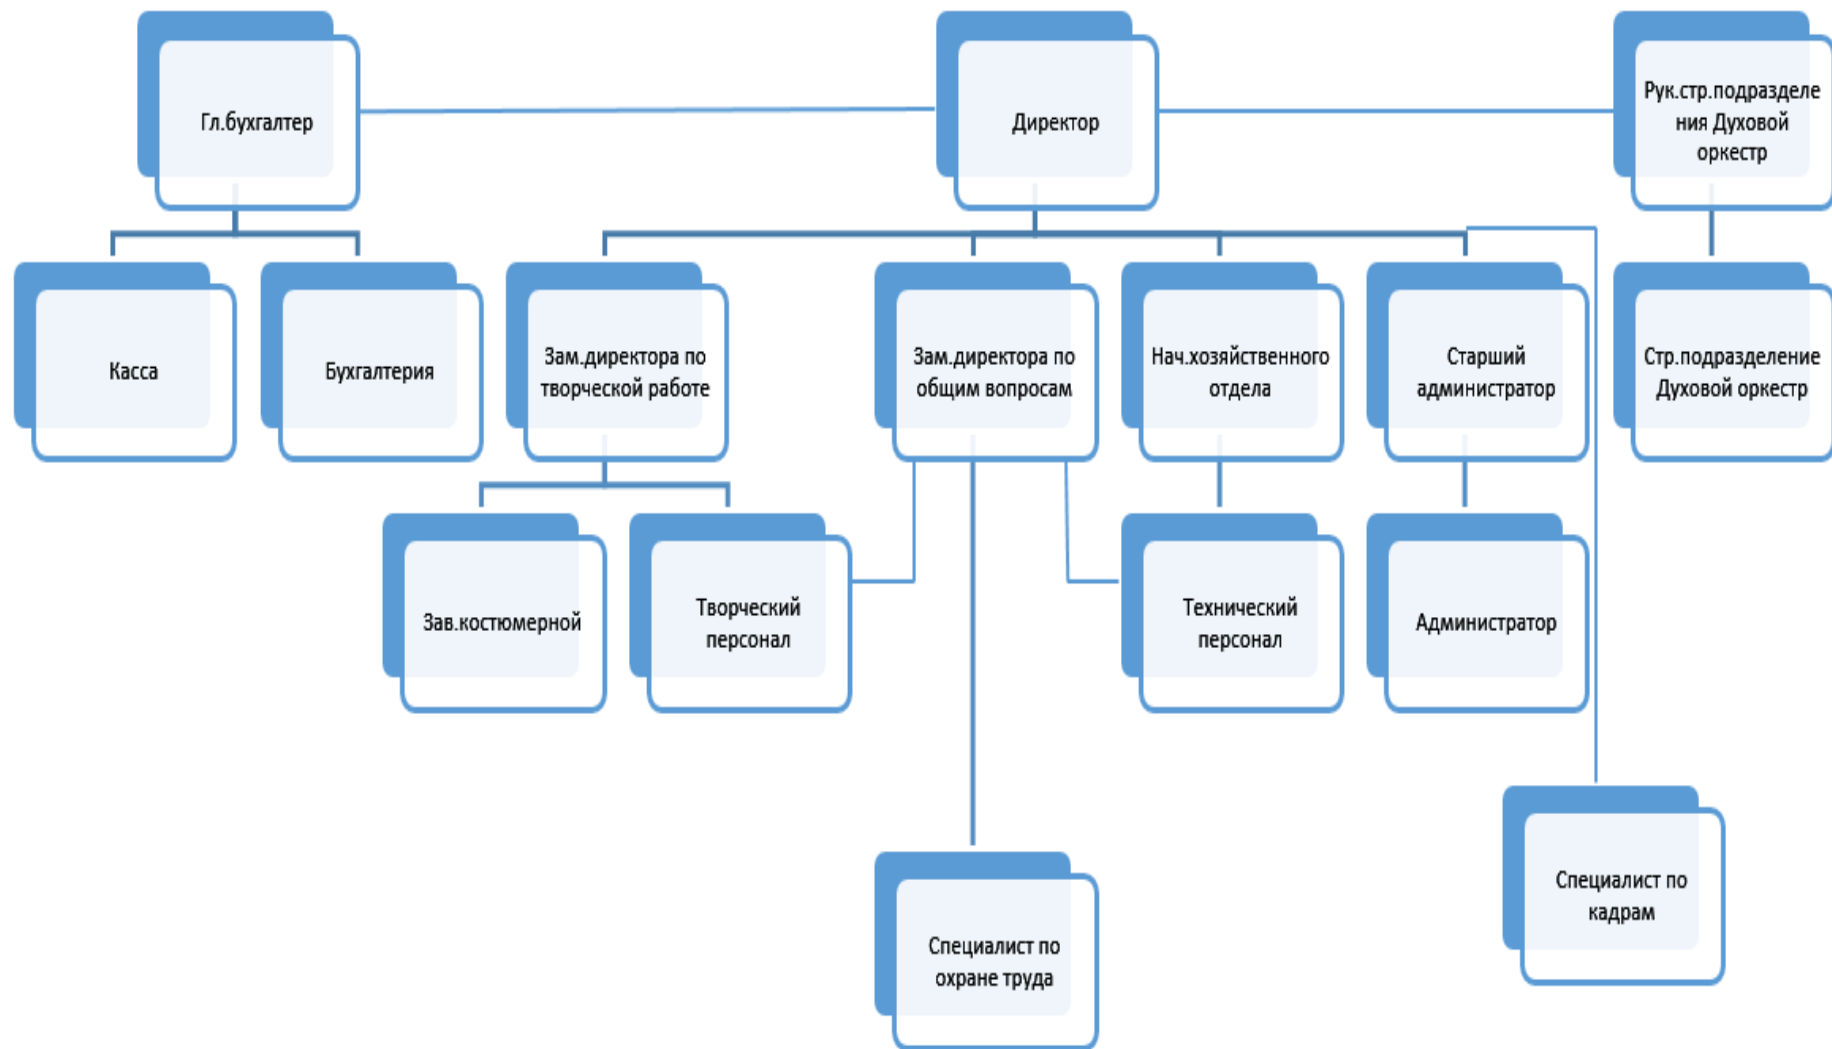 Гл.бухгалтер
Директор
Рук.стр.подразделе
ния Духовой
оркестр
Касса
Бухгалтерия
Зам.директора по
творческой работе
Зам.директора по
общим вопросам
Нач.хозяйственного
отдела
Старший
администратор
Стр.подразделение
Духовой оркестр
Зав.костюмерной
Творческий
персонал
Технический
персонал
Администратор
Специалист по
кадрам
Специалист по
охране труда